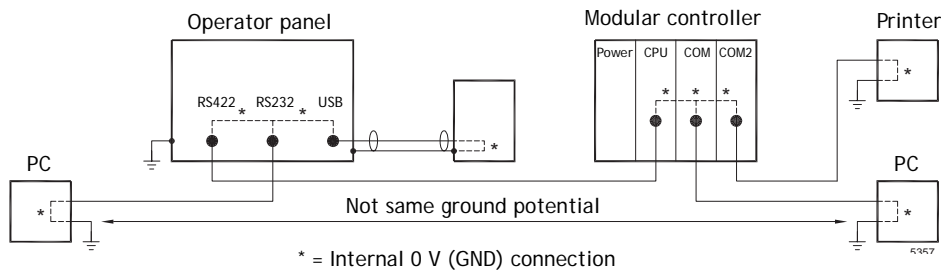 Operator panel
Modular controller
Printer
Power CPU COM COM2
* * *
*
RS422 * RS232 * USB
*
PC
PC
*
*
Not same ground potential
5357
* = Internal 0 V (GND) connection